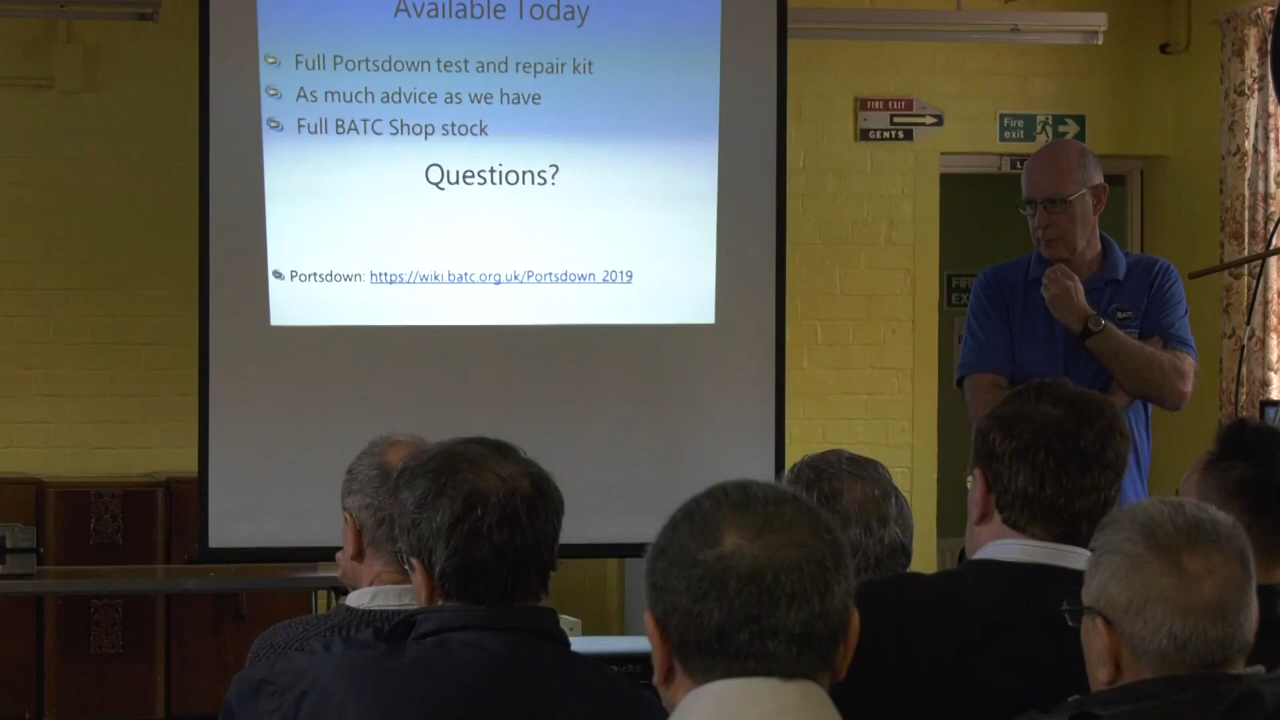 Available Today
Full Portsdown test and repair kit
As much advice as we have
Full BATC Shop stock
Questions?
Portsdown: https://wiki.batc.org.uk/Portsdown_2019
FIRE EXIT
GENTS
Fire
exit
BATC